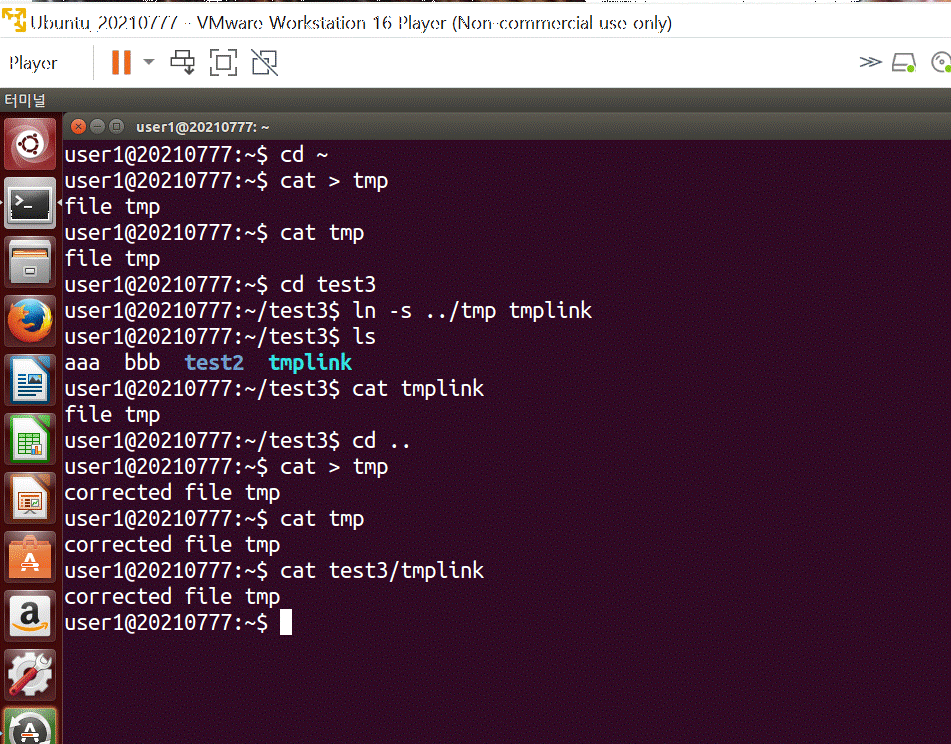 Ubuntu_20210777 - VMware Workstation 16 Player (Non-commercial use only)
Player
터미널
user1@20210777: ~
user1@20210777:~$ cd ~
user1@20210777:~$ cat > tmp
file tmp
user1@20210777:~$ cat tmp
file tmp
user1@20210777:~$ cd test3
user1@20210777:~/test3$ ln -s ../tmp tmplink
user1@20210777:~/test3$ ls
aaa bbb test2 tmplink
user1@20210777:~/test3$ cat tmplink
file tmp
user1@20210777:~/test3$ cd ..
user1@20210777:~$ cat > tmp
corrected file tmp
user1@20210777:~$ cat tmp
corrected file tmp
user1@20210777:~$ cat test3/tmplink
corrected file tmp
user1@20210777:~$